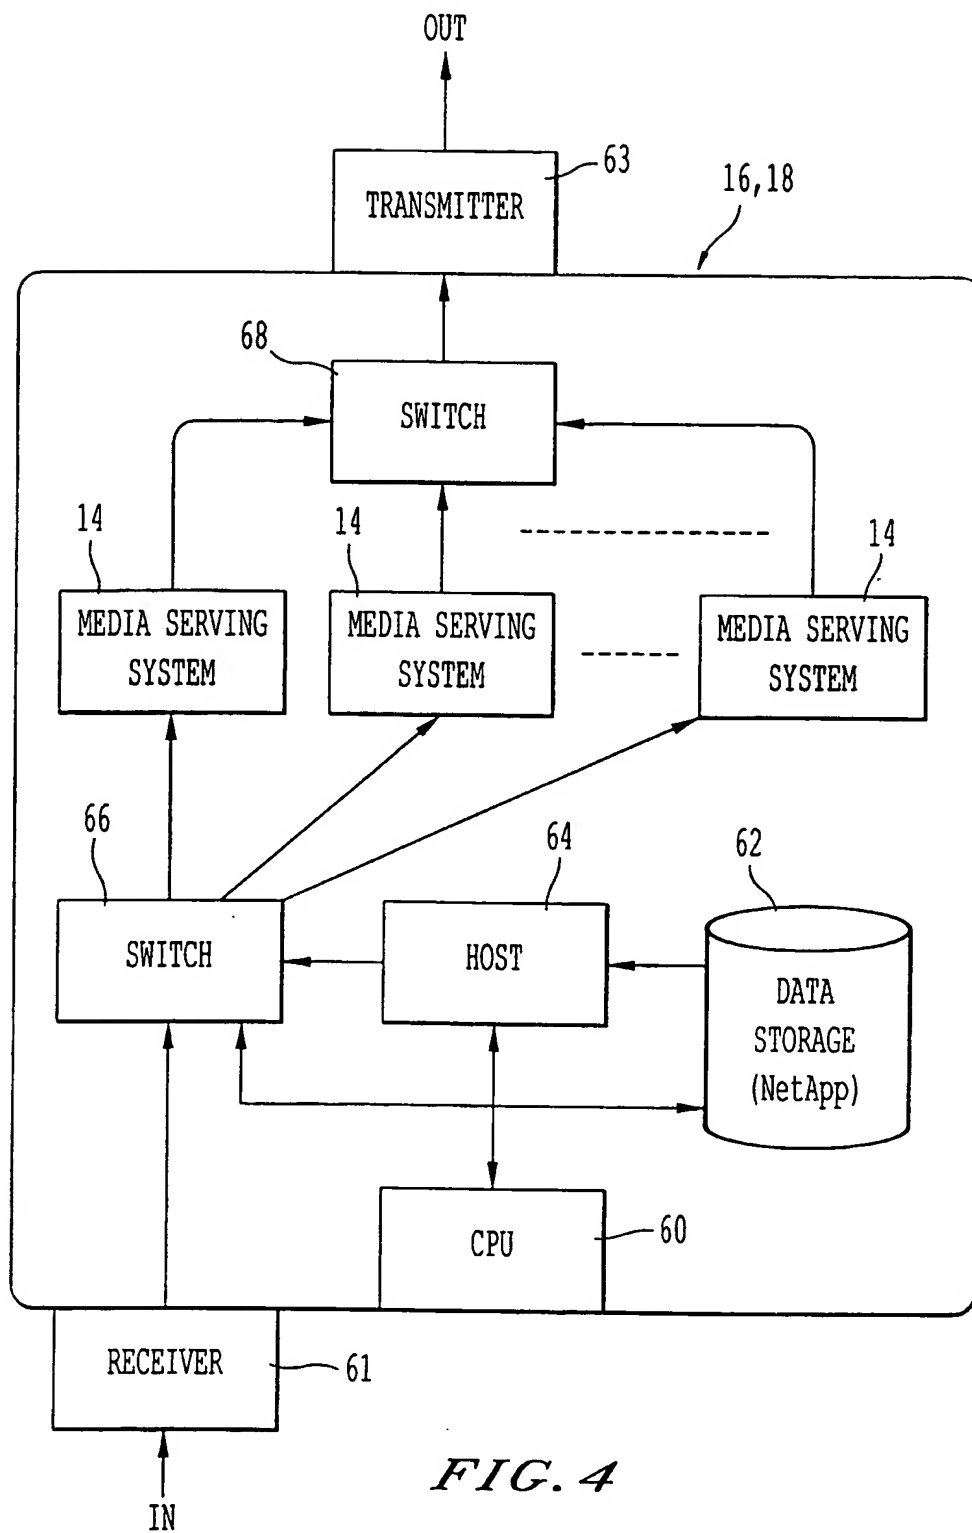 OUT
TRANSMITTER
63
16,18
68
SWITCH
14
14
14
MEDIA SERVING
SYSTEM
MEDIA SERVING
SYSTEM
MEDIA SERVING
SYSTEM
66
64
62
SWITCH
HOST
DATA
STORAGE
(NetApp)
CPU
60
RECEIVER
61
IN
FIG. 4